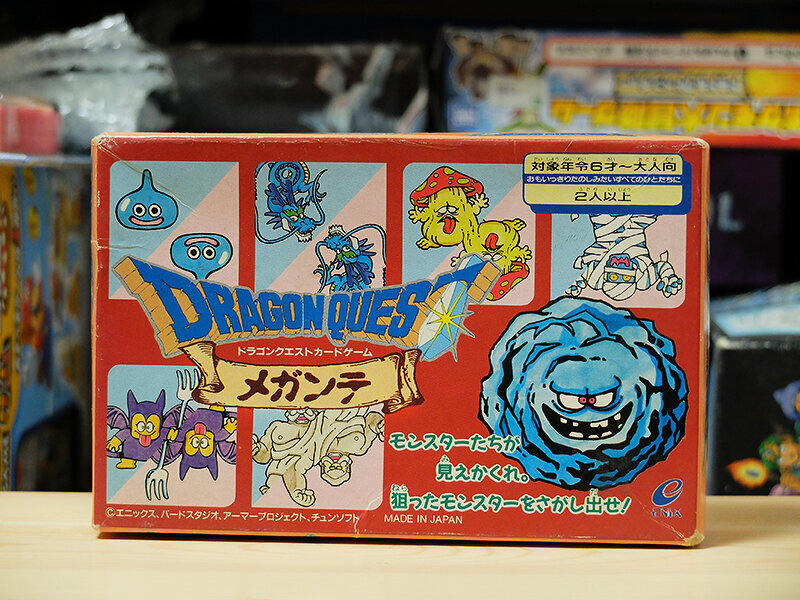 対象年令6才〜大人向
おもいっきりたのしみたいすべてのひとたちに
2人以上
DRAGON QUEST
ドラゴンクエストカードゲーム
メガンテ
モンスターたちが
見えかくれ。
狙ったモンスターをさがし出せ!
©エニックス、バードスタジオ、アーマープロジェクト、チュンソフト
MADE IN JAPAN
ENIX